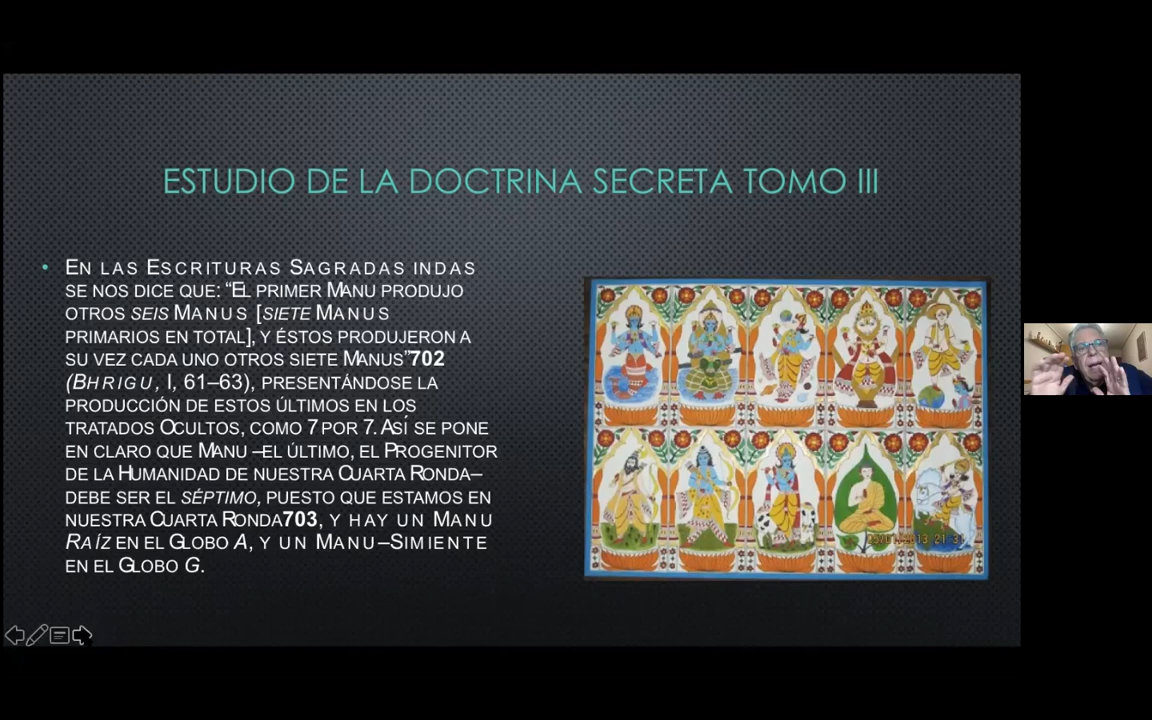 ESTUDIO DE LA DOCTRINA SECRETA TOMO III
• EN LAS ESCRITURAS SAGRADAS INDAS
SE NOS DICE QUE: “EL PRIMER MANU PRODUJO
OTROS SEIS MANUS [SIETE MANUS
PRIMARIOS EN TOTAL], Y ÉSTOS PRODUJERON A
SU VEZ CADA UNO OTROS SIETE MANUS”702
(BHRIGU, I, 61–63), PRESENTÁNDOSE LA
PRODUCCIÓN DE ESTOS ÚLTIMOS EN LOS
TRATADOS OCULTOS, COMO 7 POR 7. ASÍ SE PONE
EN CLARO QUE MANU –EL ÚLTIMO, EL PROGENITOR
DE LA HUMANIDAD DE NUESTRA CUARTA RONDA–
DEBE SER EL SÉPTIMO, PUESTO QUE ESTAMOS EN
NUESTRA CUARTA RONDA703, Y HAY UN MANU
RAÍZ EN EL GLOBO A, Y UN MANU–SIMIENTE
EN EL GLOBO G.